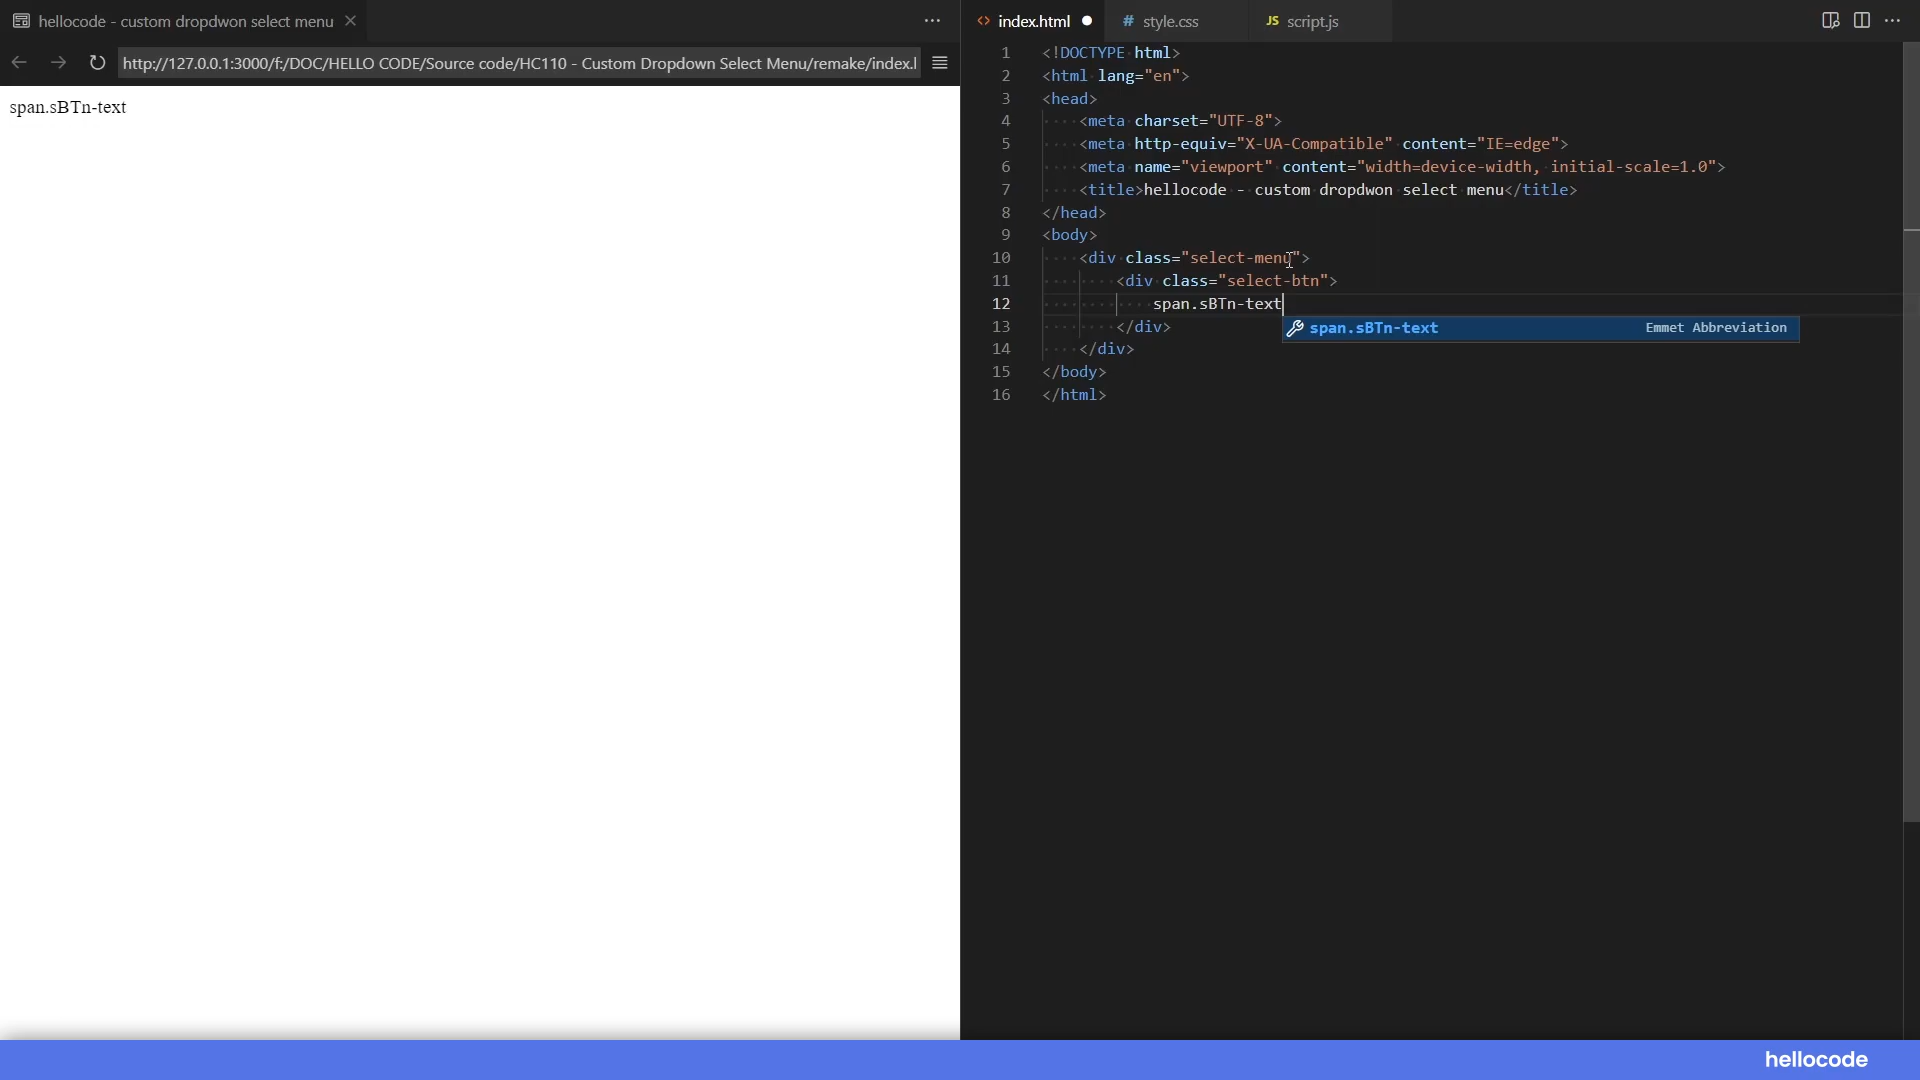 hellocode - custom dropdwon select menu
http://127.0.0.1:3000/f:/DOC/HELLO CODE/Source code/HC110 - Custom Dropdown Select Menu/remake/index.l
span.sBTn-text
<> index.html
# style.css
JS script.js
1 <!DOCTYPE html>
2 <html lang="en">
3 <head>
4 <meta charset="UTF-8">
5 <meta http-equiv="X-UA-Compatible" content="IE=edge">
6 <meta name="viewport" content="width=device-width, initial-scale=1.0">
7 <title>hellocode - custom dropdwon select menu</title>
8 </head>
9 <body>
10 <div class="select-menu">
11 <div class="select-btn">
12 span.sBTn-text
13 </div>
span.sBTn-text Emmet Abbreviation
14 </div>
15 </body>
16 </html>
hellocode